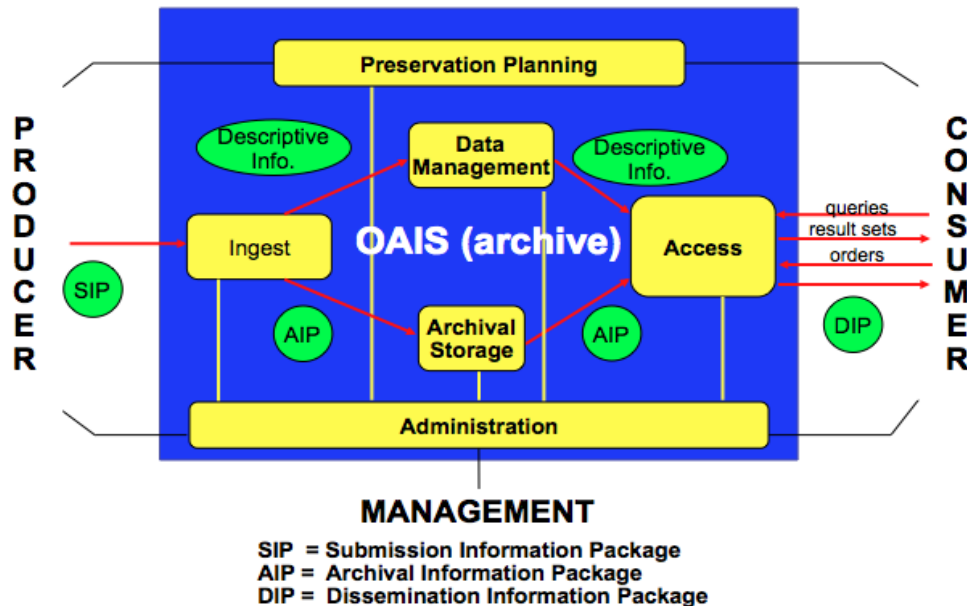 Preservation Planning
PRODUCER
Descriptive
Info.
Data
Management
Descriptive
Info.
CONSUMER
Ingest
OAIS (archive)
Access
queries
result sets
orders
SIP
AIP
Archival
Storage
AIP
DIP
Administration
MANAGEMENT
SIP = Submission Information Package
AIP = Archival Information Package
DIP = Dissemination Information Package